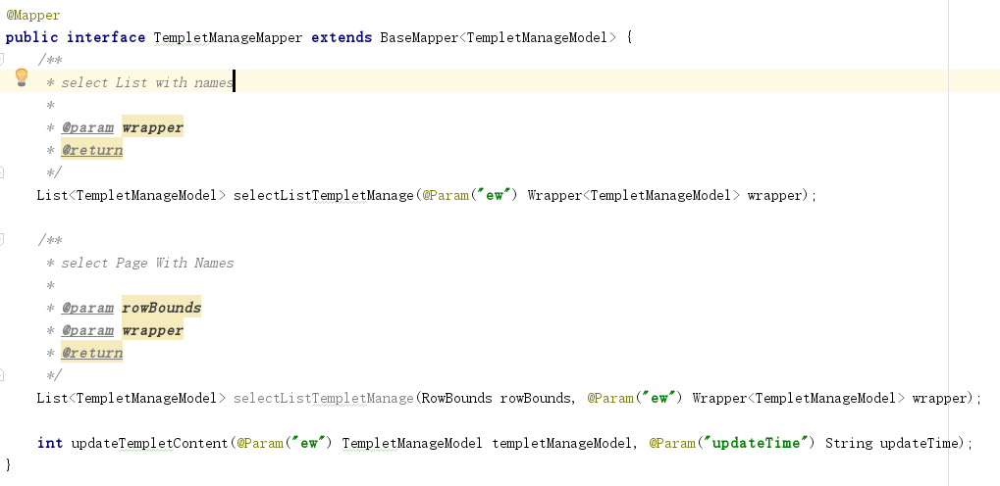 @Mapper
public interface TempletManageMapper extends BaseMapper<TempletManageModel> {
/**
* select List with names
*
* @param wrapper
* @return
*/
List<TempletManageModel> selectListTempletManage(@Param("ew") Wrapper<TempletManageModel> wrapper);
/**
* select Page With Names
*
* @param rowBounds
* @param wrapper
* @return
*/
List<TempletManageModel> selectListTempletManage(RowBounds rowBounds, @Param("ew") Wrapper<TempletManageModel> wrapper);
int updateTempletContent(@Param("ew") TempletManageModel templetManageModel, @Param("updateTime") String updateTime);
}